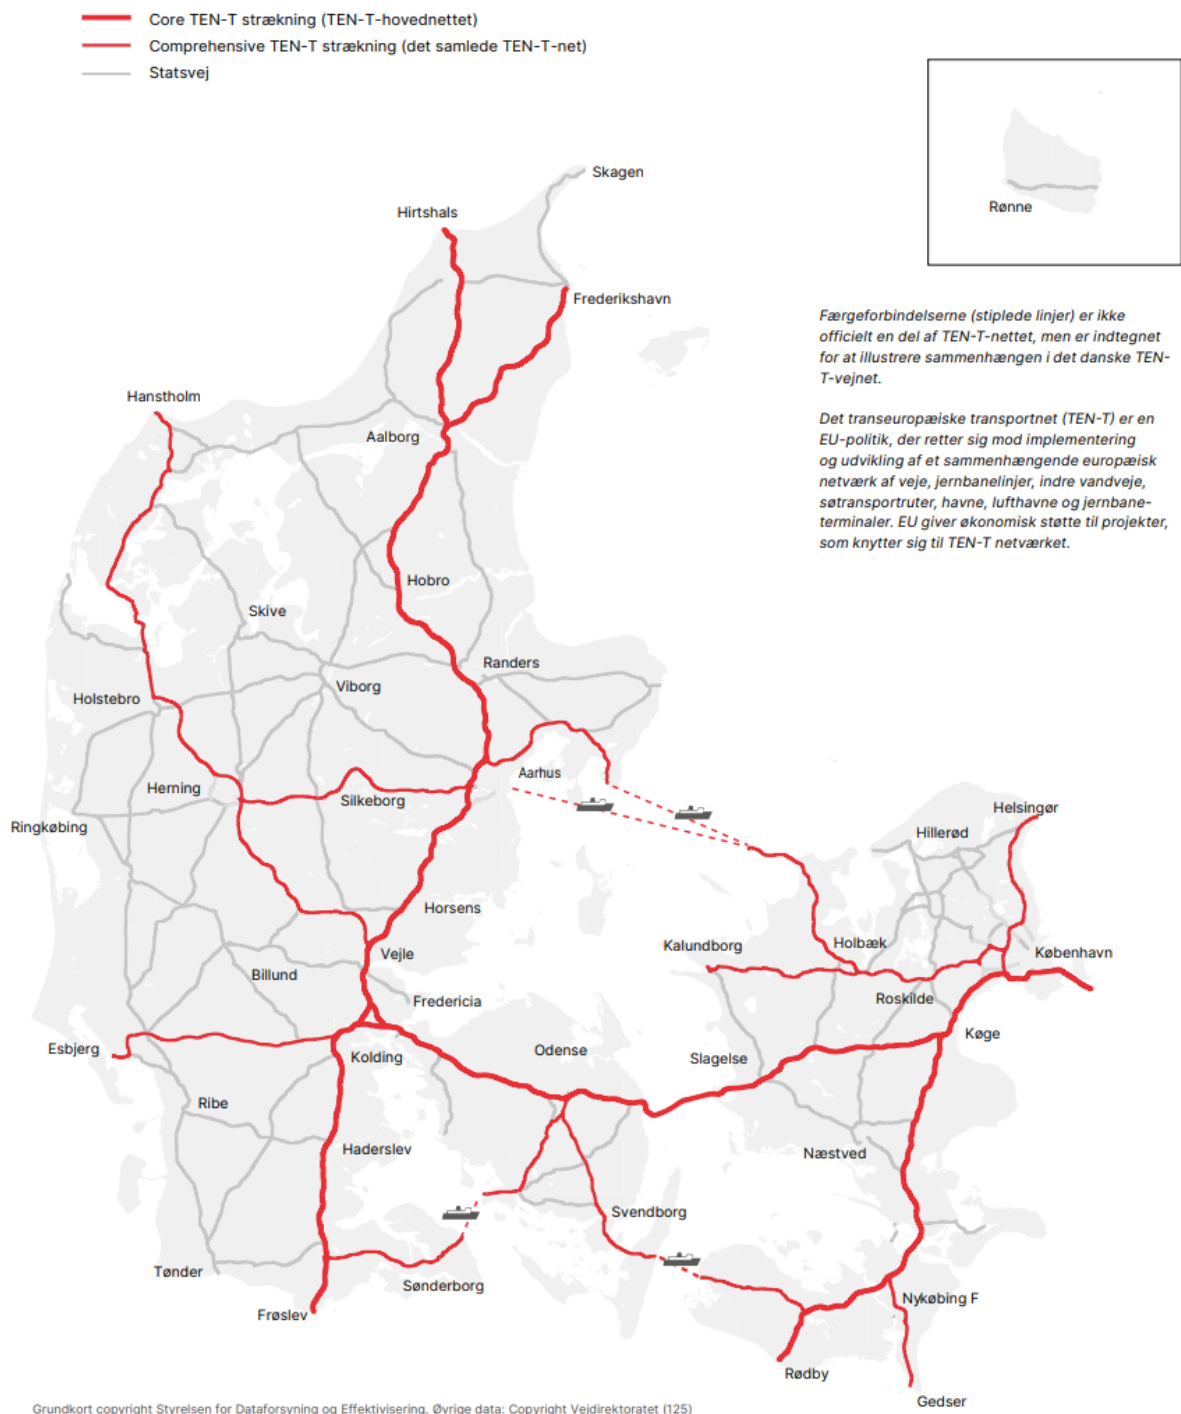 Core TEN-T strækning (TEN-T-hovednettet)
Comprehensive TEN-T strækning (det samlede TEN-T-net)
Statsvej
Skagen
Hirtshals
Rønne
Frederikshavn
Færgeforbindelserne (stiplede linjer) er ikke
officielt en del af TEN-T-nettet, men er indtegnet
for at illustrere sammenhængen i det danske TEN-
T-vejnet.
Hanstholm
Aalborg
Det transeuropæiske transportnet (TEN-T) er en
EU-politik, der retter sig mod implementering
og udvikling af et sammenhængende europæisk
netværk af veje, jernbanelinjer, indre vandveje,
søtransportruter, havne, lufthavne og jernbane-
terminaler. EU giver økonomisk støtte til projekter,
som knytter sig til TEN-T netværket.
Hobro
Skive
Randers
Viborg
Holstebro
Aarhus
Herning
Silkeborg
Helsingør
Ringkøbing
Hillerød
Horsens
Kalundborg
Holbæk
København
Vejle
Billund
Fredericia
Roskilde
Køge
Esbjerg
Kolding
Odense
Slagelse
Ribe
Haderslev
Næstved
Svendborg
Tønder
Sønderborg
Nykøbing F
Frøslev
Rødby
Gedser
Grundkort copyright Styrelsen for Dataforsyning og Effektivisering. Øvrige data: Copyright Vejdirektoratet (125)